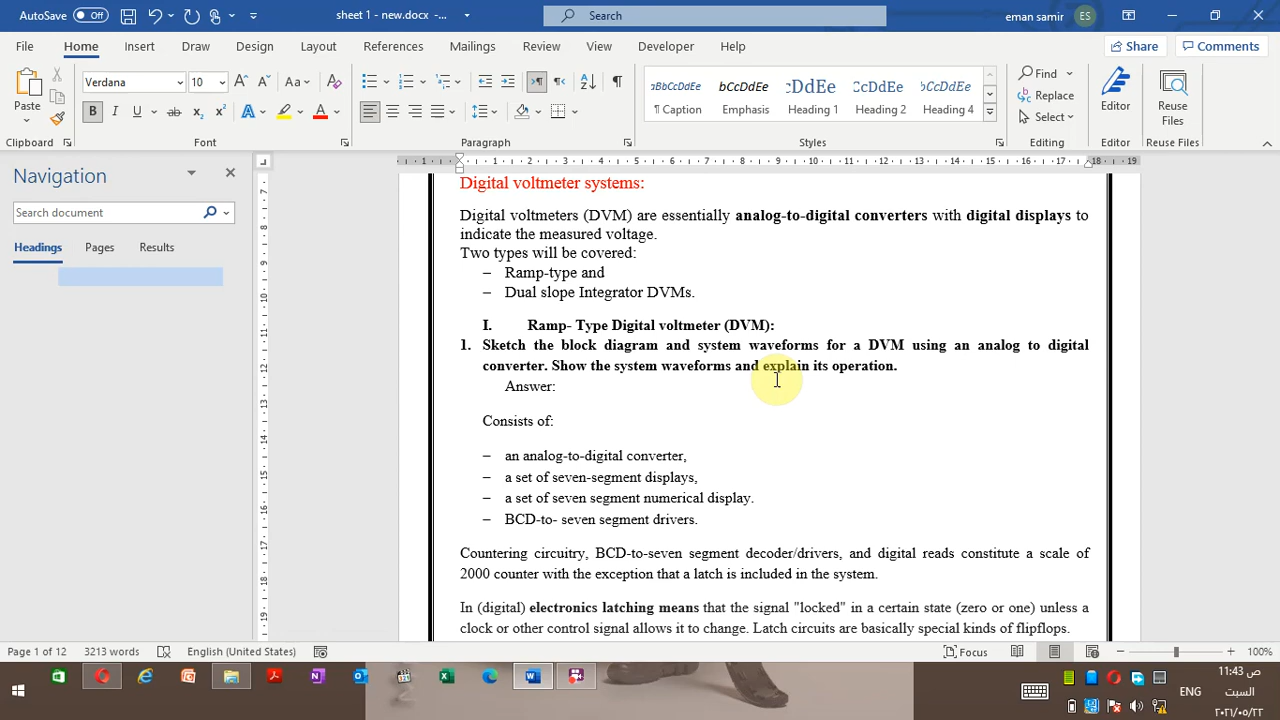 AutoSave Off sheet 1 - new.docx -... Search eman samir ES
File Home Insert Draw Design Layout References Mailings Review View Developer Help Share Comments
Paste Verdana 10 Find Replace Select Editor Reuse Files
AaBbCcDdEe AaBbCcDdEe AaBbCcDdEe
¶ Caption Emphasis Heading 1 Heading 2 Heading 4
Clipboard Font Paragraph Styles Editing Editor Reuse Files
Navigation
Search document
Headings Pages Results
Digital voltmeter systems:
Digital voltmeters (DVM) are essentially analog-to-digital converters with digital displays to
indicate the measured voltage.
Two types will be covered:
– Ramp-type and
– Dual slope Integrator DVMs.
I. Ramp- Type Digital voltmeter (DVM):
1. Sketch the block diagram and system waveforms for a DVM using an analog to digital
converter. Show the system waveforms and explain its operation.
Answer:
Consists of:
– an analog-to-digital converter,
– a set of seven-segment displays,
– a set of seven segment numerical display.
– BCD-to- seven segment drivers.
Countering circuitry, BCD-to-seven segment decoder/drivers, and digital reads constitute a scale of
2000 counter with the exception that a latch is included in the system.
In (digital) electronics latching means that the signal "locked" in a certain state (zero or one) unless a
clock or other control signal allows it to change. Latch circuits are basically special kinds of flipflops.
Page 1 of 12 3213 words English (United States) Focus 100%
ENG
11:43 ص
السبت
٢٠٢١/٠٥/٢٢